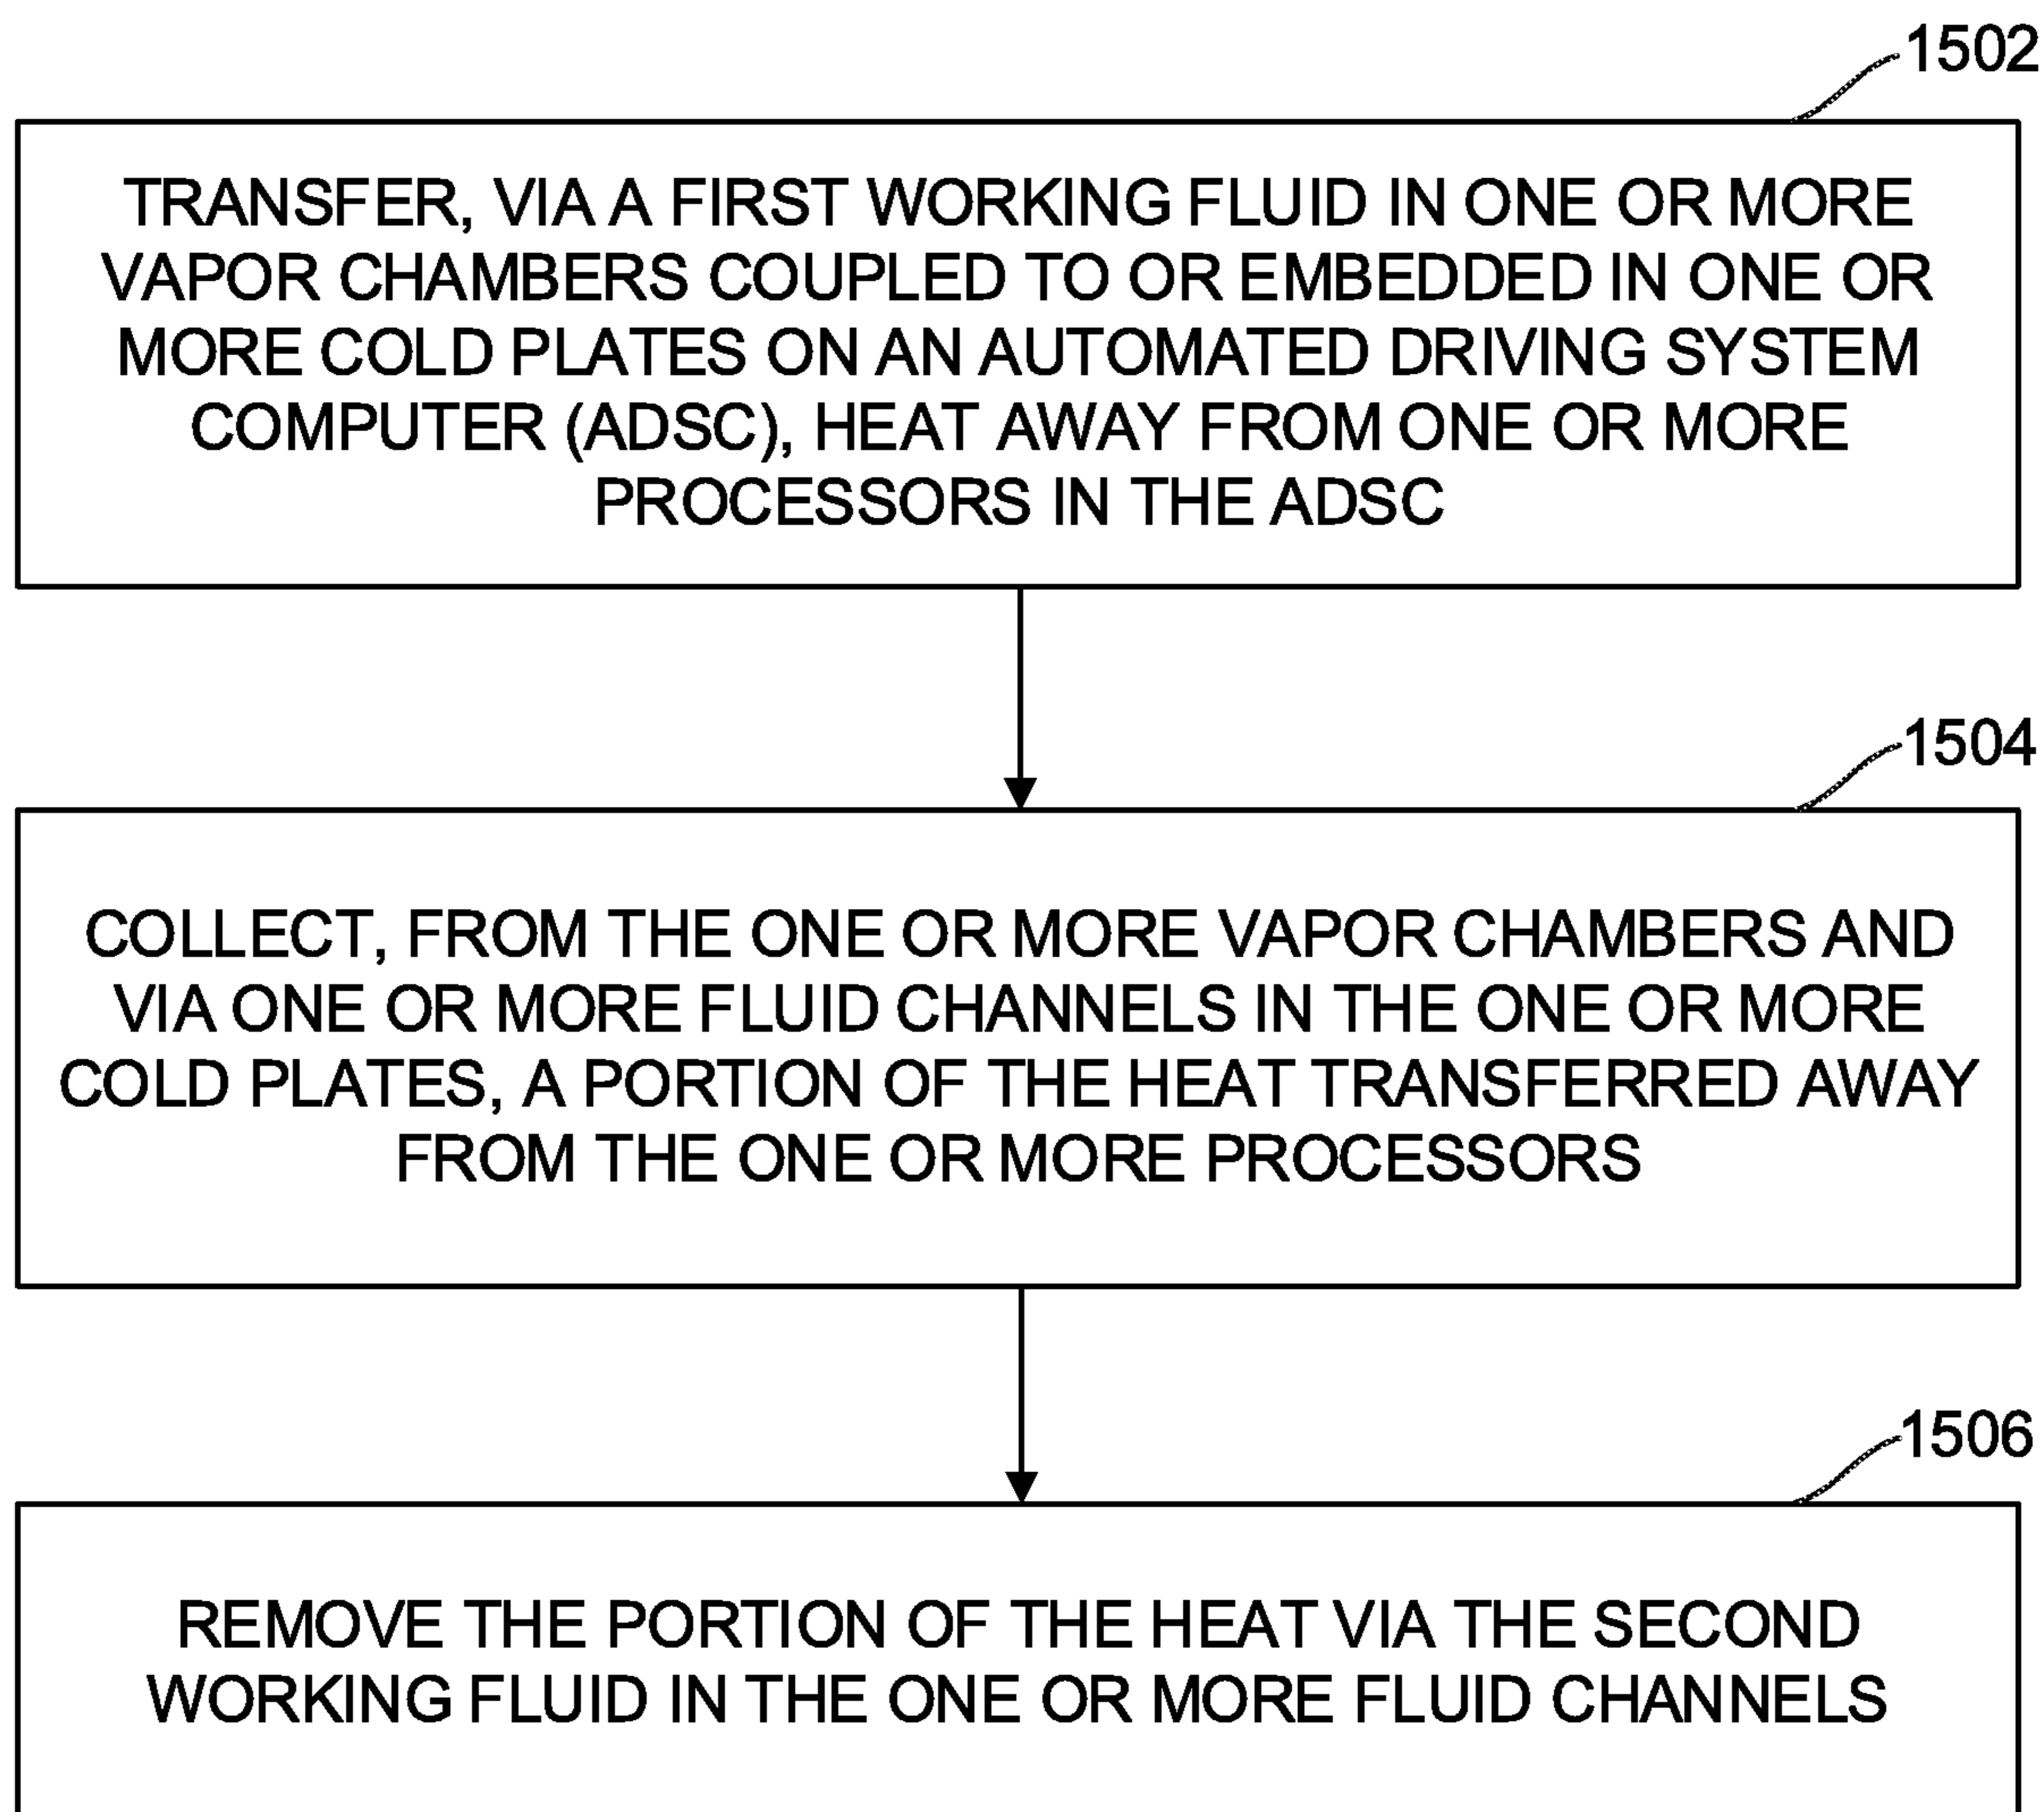 1502
TRANSFER, VIA A FIRST WORKING FLUID IN ONE OR MORE
VAPOR CHAMBERS COUPLED TO OR EMBEDDED IN ONE OR
MORE COLD PLATES ON AN AUTOMATED DRIVING SYSTEM
COMPUTER (ADSC), HEAT AWAY FROM ONE OR MORE
PROCESSORS IN THE ADSC
1504
COLLECT, FROM THE ONE OR MORE VAPOR CHAMBERS AND
VIA ONE OR MORE FLUID CHANNELS IN THE ONE OR MORE
COLD PLATES, A PORTION OF THE HEAT TRANSFERRED AWAY
FROM THE ONE OR MORE PROCESSORS
1506
REMOVE THE PORTION OF THE HEAT VIA THE SECOND
WORKING FLUID IN THE ONE OR MORE FLUID CHANNELS